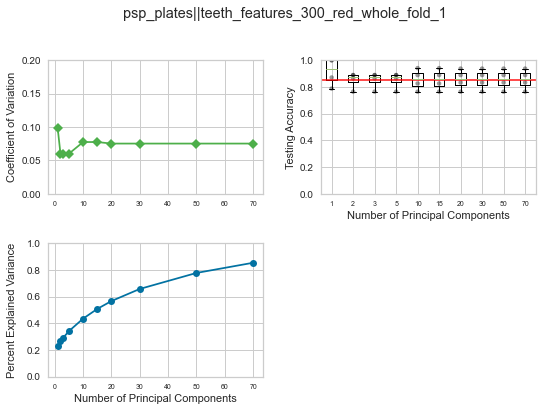 psp_plates||teeth_features_300_red_whole_fold_1
Coefficient of Variation
0.20
0.15
0.10
0.05
0.00
0 10 20 30 40 50 60 70
Testing Accuracy
1.0
0.8
0.6
0.4
0.2
0.0
1 2 3 5 10 15 20 30 50 70
Number of Principal Components
Percent Explained Variance
1.0
0.8
0.6
0.4
0.2
0.0
0 10 20 30 40 50 60 70
Number of Principal Components